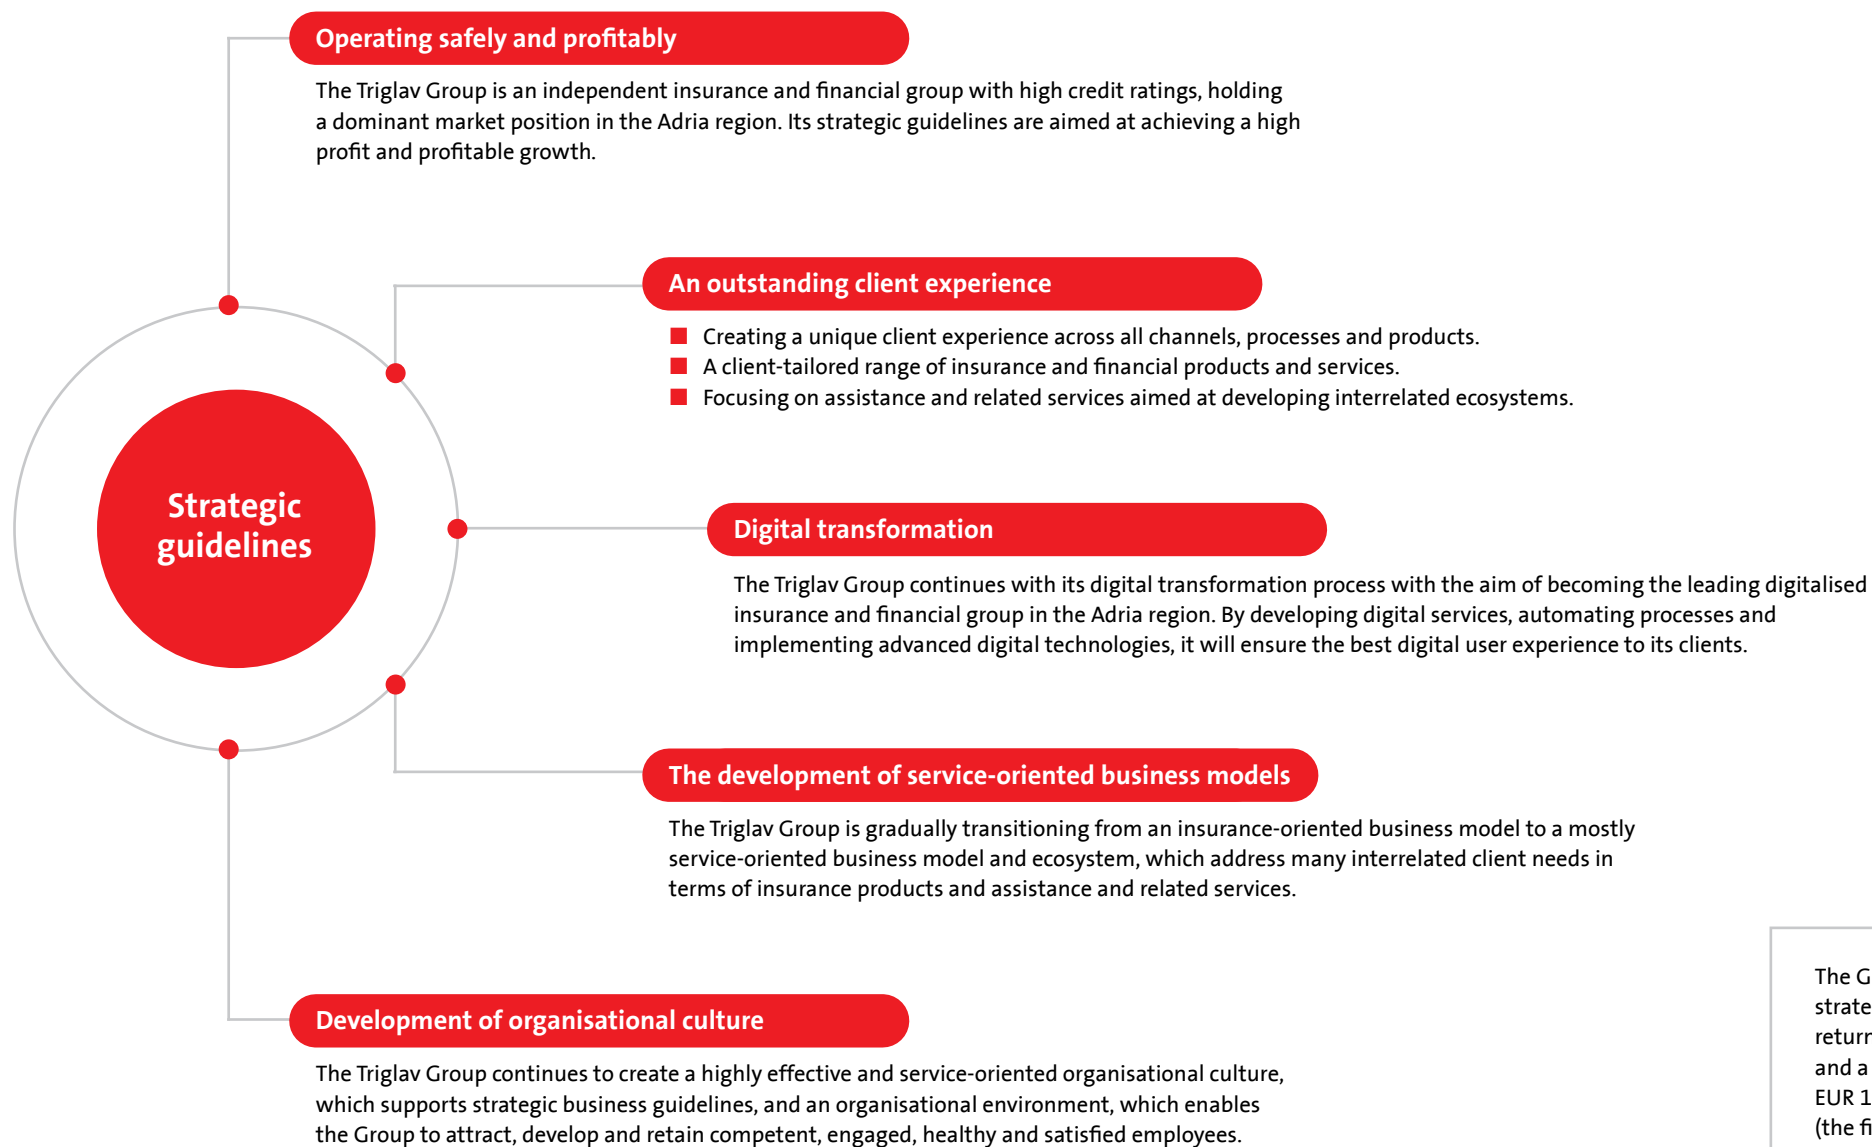 Operating safely and profitably
The Triglav Group is an independent insurance and financial group with high credit ratings, holding
a dominant market position in the Adria region. Its strategic guidelines are aimed at achieving a high
profit and profitable growth.
An outstanding client experience
Creating a unique client experience across all channels, processes and products.
A client-tailored range of insurance and financial products and services.
Focusing on assistance and related services aimed at developing interrelated ecosystems.
Strategic
guidelines
Digital transformation
The Triglav Group continues with its digital transformation process with the aim of becoming the leading digitalised
insurance and financial group in the Adria region. By developing digital services, automating processes and
implementing advanced digital technologies, it will ensure the best digital user experience to its clients.
The development of service-oriented business models
The Triglav Group is gradually transitioning from an insurance-oriented business model to a mostly
service-oriented business model and ecosystem, which address many interrelated client needs in
terms of insurance products and assistance and related services.
Development of organisational culture
The Triglav Group continues to create a highly effective and service-oriented organisational culture,
which supports strategic business guidelines, and an organisational environment, which enables
the Group to attract, develop and retain competent, engaged, healthy and satisfied employees.
The
return
and a
EUR
(the